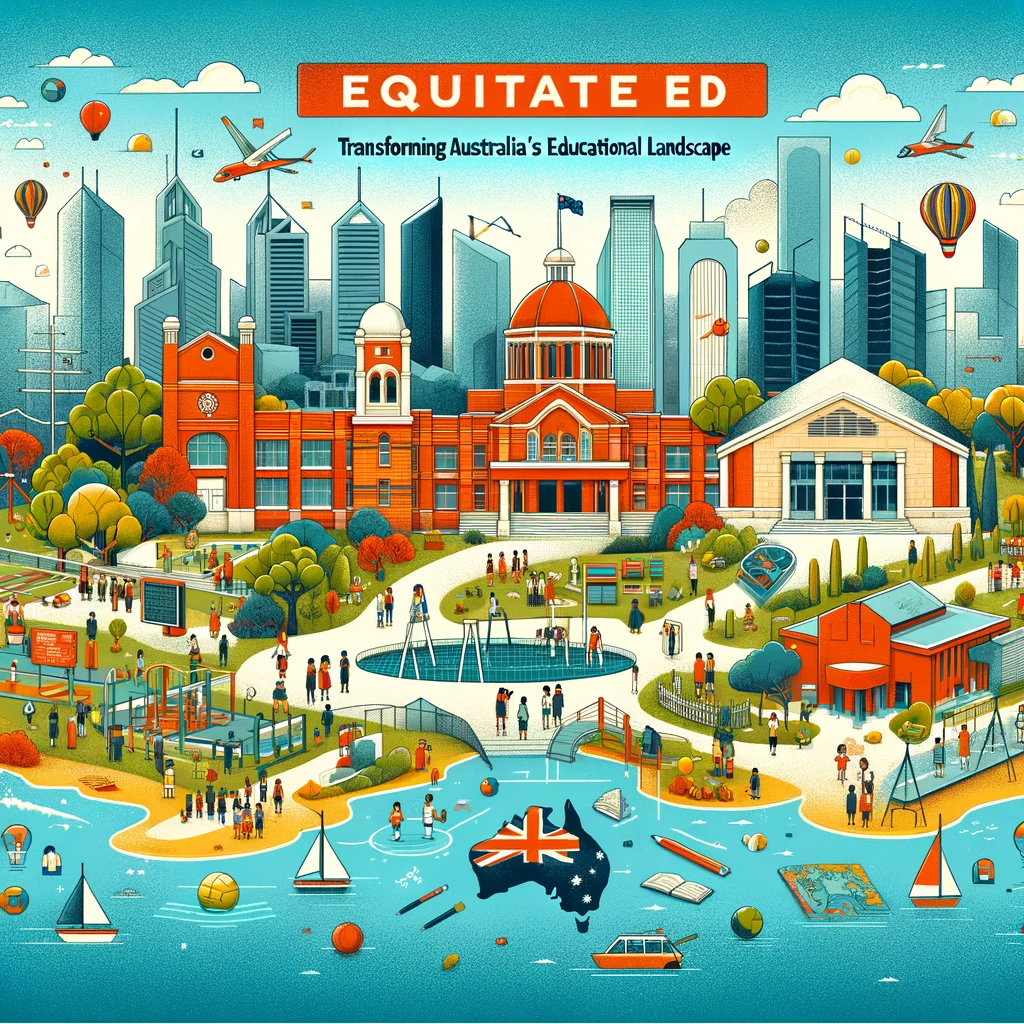 EQUITATE ED
Transforming Australia's Educational Landscape